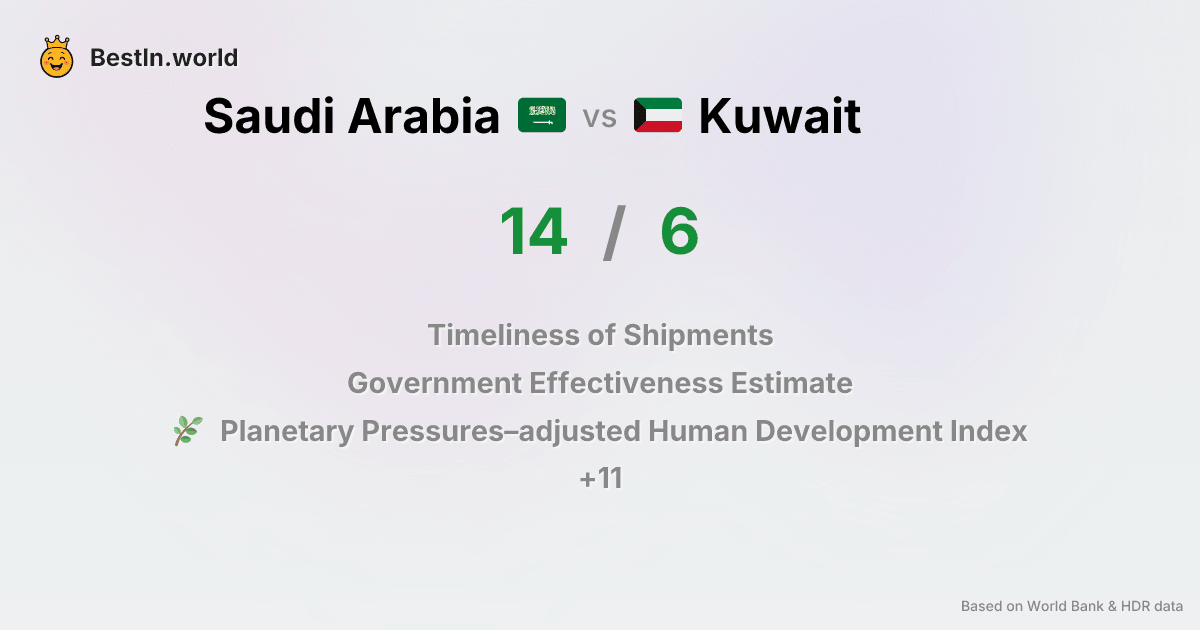 BestIn.world
Saudi Arabia vs Kuwait
14 / 6
Timeliness of Shipments
Government Effectiveness Estimate
Planetary Pressures–adjusted Human Development Index
+11
Based on World Bank & HDR data